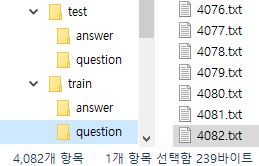 test
answer
question
train
answer
question
4076.txt
4077.txt
4078.txt
4079.txt
4080.txt
4081.txt
4082.txt
4,082개 항목
1개 항목 선택함 239바이트